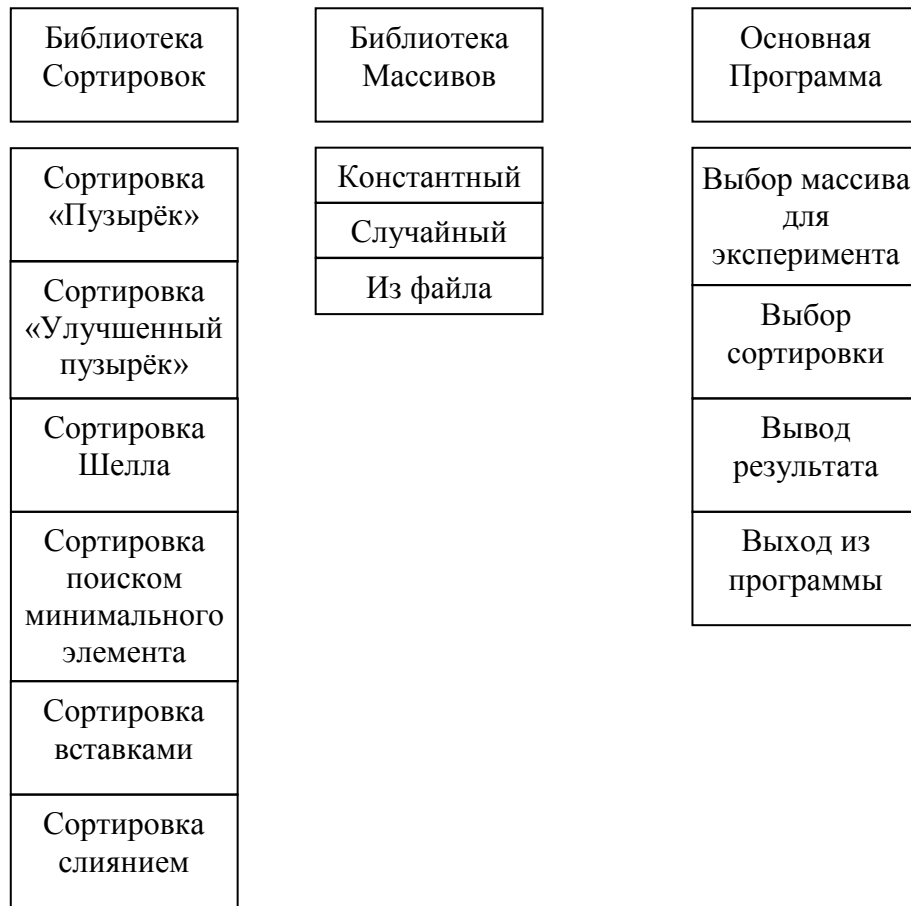 Библиотека
Сортировок
Библиотека
Массивов
Основная
Программа
Сортировка
«Пузырёк»
Сортировка
«Улучшенный
пузырёк»
Сортировка
Шелла
Сортировка
поиском
минимального
элемента
Сортировка
вставками
Сортировка
слиянием
Константный
Случайный
Из файла
Выбор массива
для
эксперимента
Выбор
сортировки
Вывод
результата
Выход из
программы